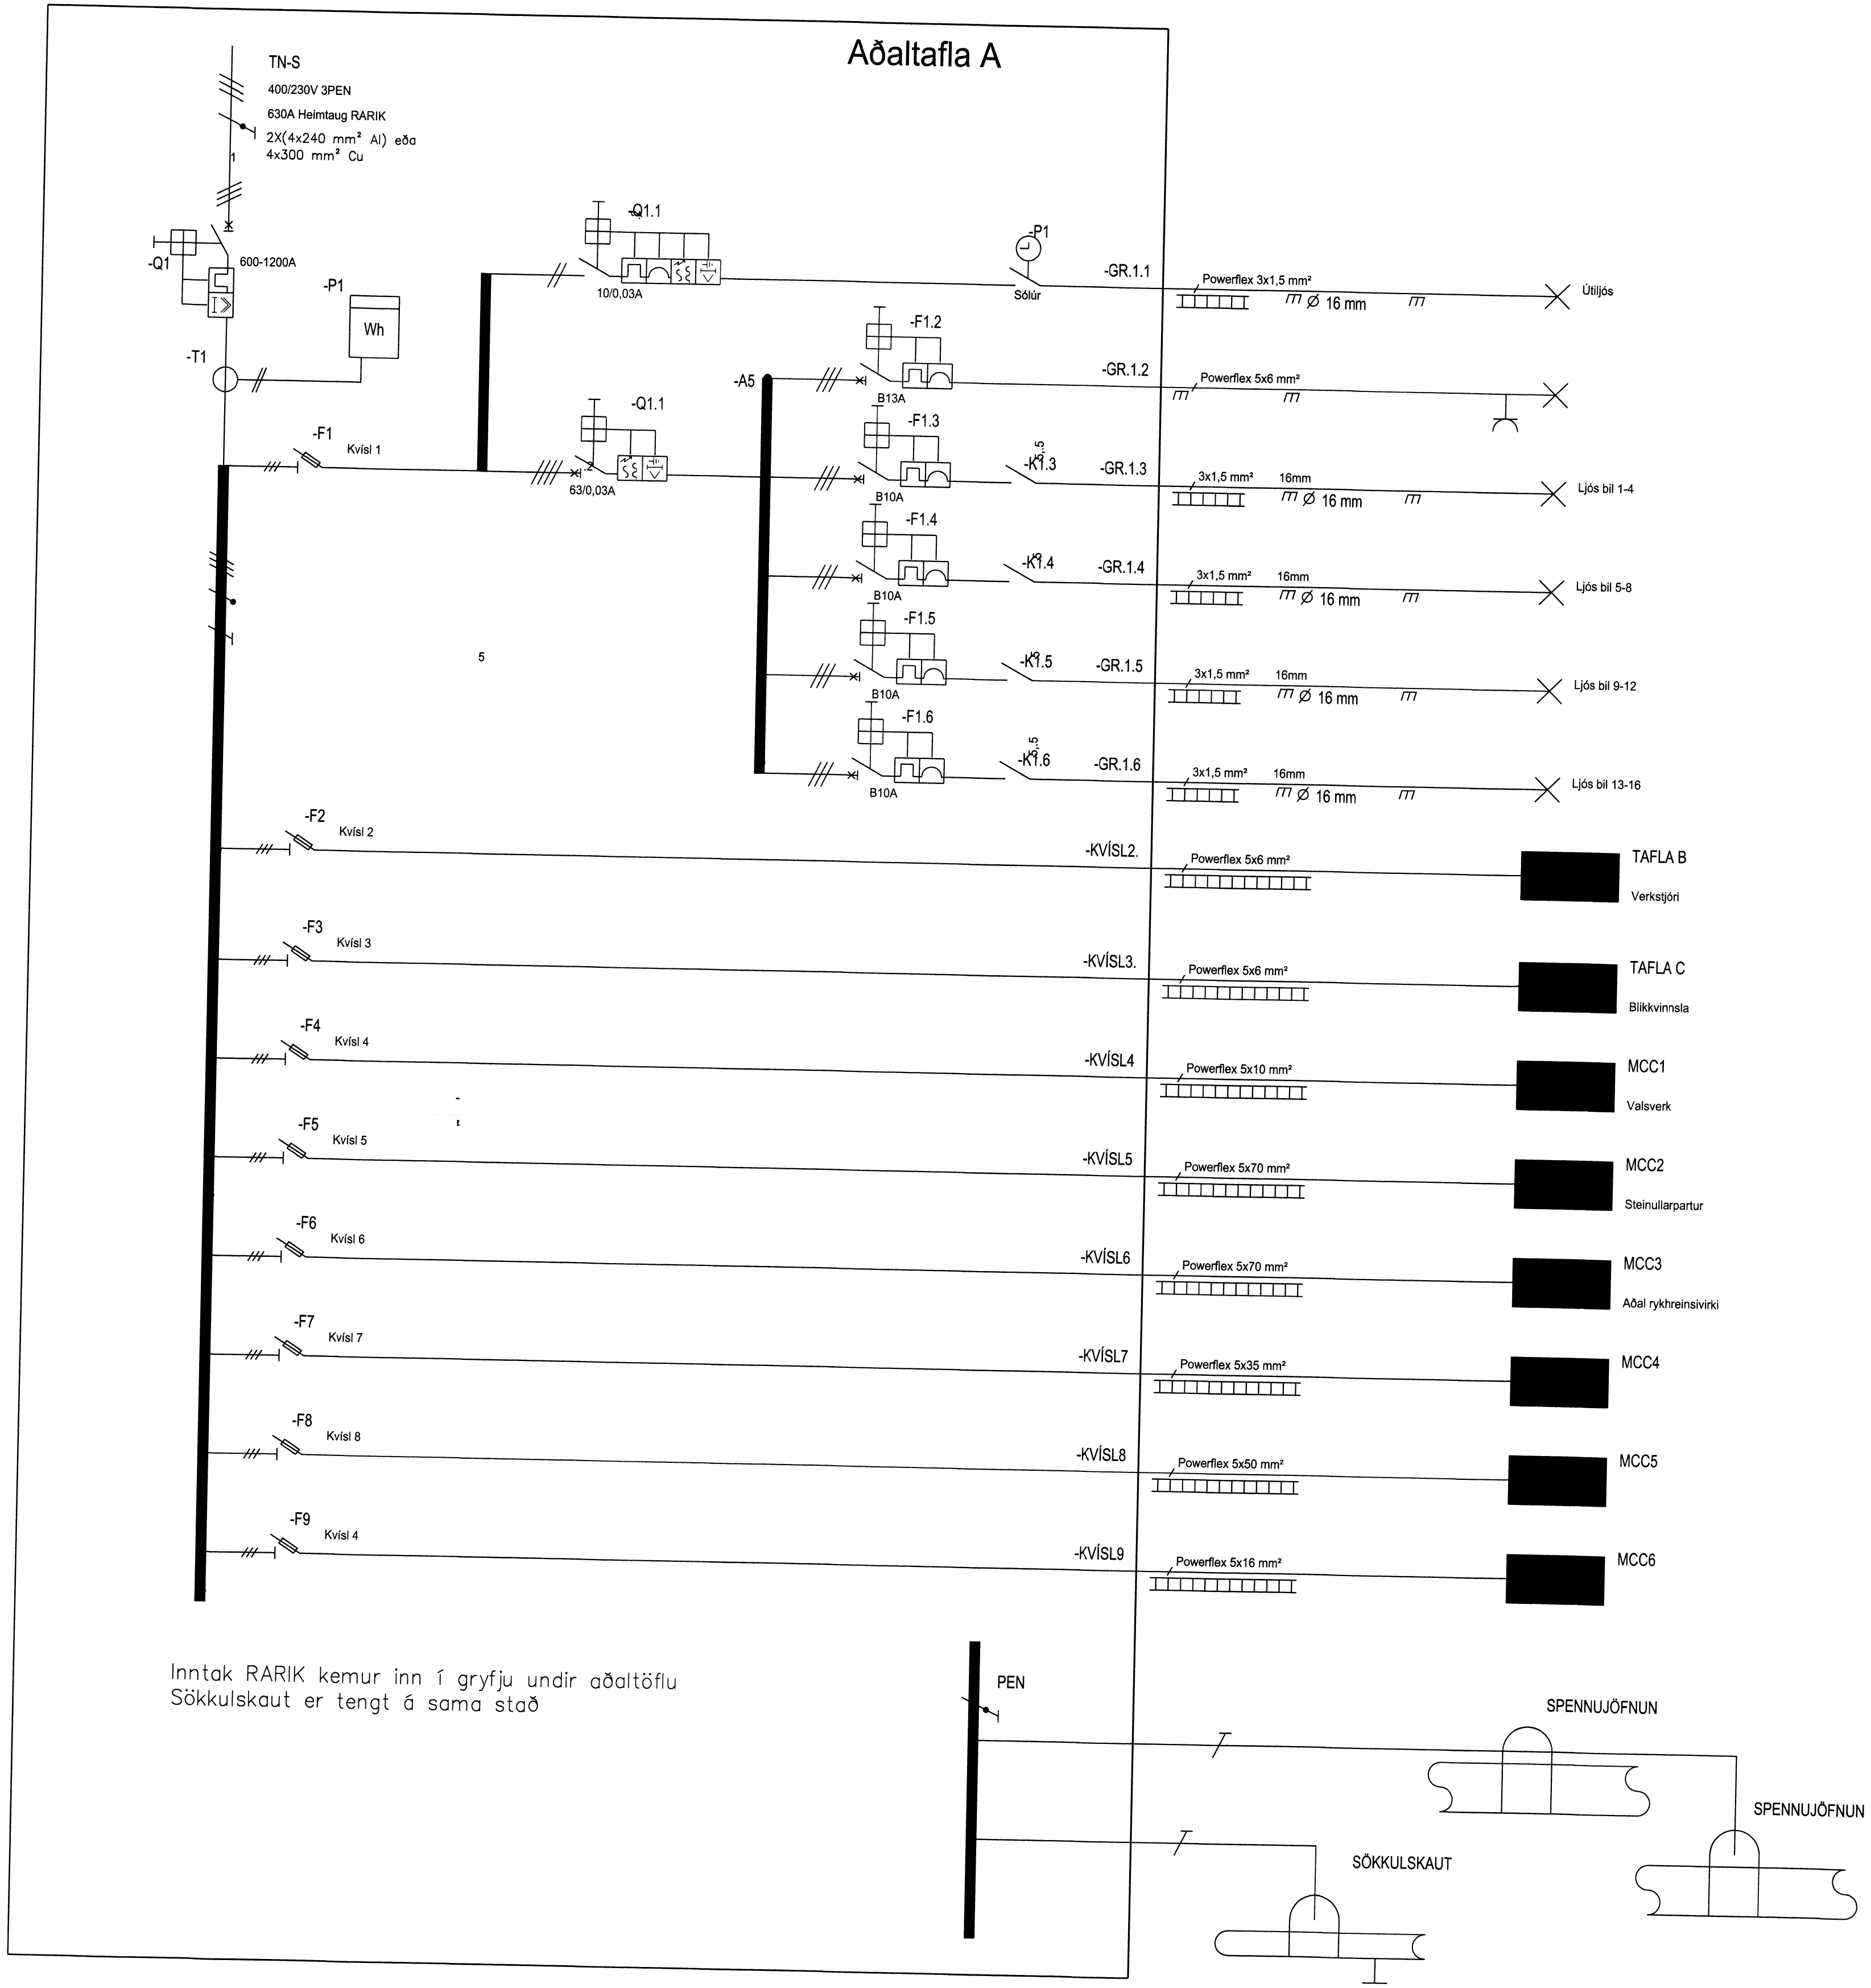 Aðaltafla A
TN-S
400/230V 3PEN
630A Heimtaug RARIK
2X(4x240 mm² Al) eða
4x300 mm² Cu
1
-Q1
600-1200A
-P1
Wh
-T1
-Q1.1
10/0,03A
-P1
Sólúr
-GR.1.1
Powerflex 3x1,5 mm²
Ø 16 mm
Útiljós
-A5
-F1.2
B13A
-GR.1.2
Powerflex 5x6 mm²
-F1
Kvísl 1
-Q1.1
.2
63/0,03A
-F1.3
B10A
-K1.3
5,.5
-GR.1.3
3x1,5 mm²
16mm
Ø 16 mm
Ljós bil 1-4
-F1.4
B10A
-K1.4
-GR.1.4
3x1,5 mm²
16mm
Ø 16 mm
Ljós bil 5-8
5
-F1.5
B10A
-K1.5
-GR.1.5
3x1,5 mm²
16mm
Ø 16 mm
Ljós bil 9-12
-F1.6
B10A
-K1.6
5,.5
-GR.1.6
3x1,5 mm²
16mm
Ø 16 mm
Ljós bil 13-16
-F2
Kvísl 2
-KVÍSL2.
Powerflex 5x6 mm²
TAFLA B
Verkstjóri
-F3
Kvísl 3
-KVÍSL3.
Powerflex 5x6 mm²
TAFLA C
Blikkvinnsla
-F4
Kvísl 4
-KVÍSL4
Powerflex 5x10 mm²
MCC1
Valsverk
-F5
Kvísl 5
-KVÍSL5
Powerflex 5x70 mm²
MCC2
Steinullarpartur
-F6
Kvísl 6
-KVÍSL6
Powerflex 5x70 mm²
MCC3
Aðal rykhreinsivirki
-F7
Kvísl 7
-KVÍSL7
Powerflex 5x35 mm²
MCC4
-F8
Kvísl 8
-KVÍSL8
Powerflex 5x50 mm²
MCC5
-F9
Kvísl 4
-KVÍSL9
Powerflex 5x16 mm²
MCC6
Inntak RARIK kemur inn í gryfju undir aðaltöflu
Sökkulskaut er tengt á sama stað
PEN
SPENNUJÖFNUN
SPENNUJÖFNUN
SÖKKULSKAUT